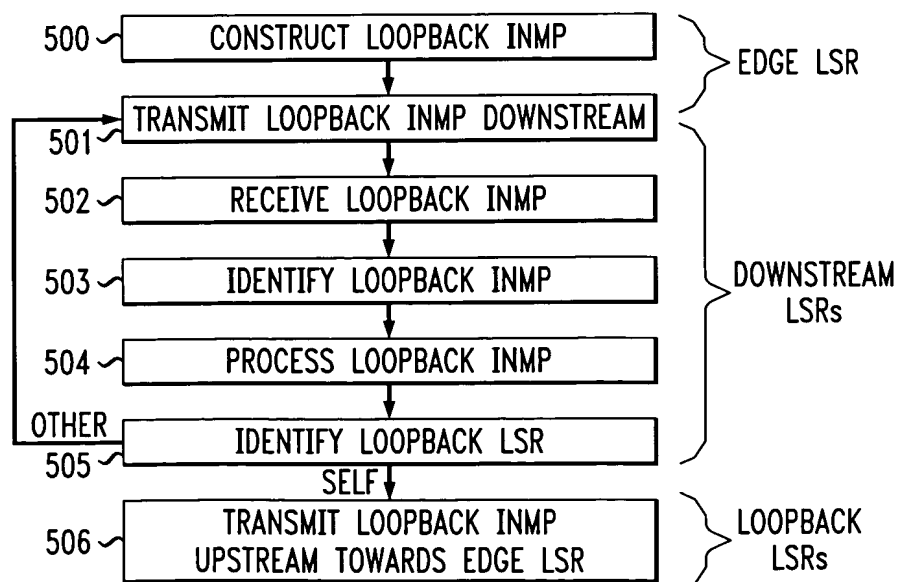 500
CONSTRUCT LOOPBACK INMP
EDGE LSR
TRANSMIT LOOPBACK INMP DOWNSTREAM
501
502
RECEIVE LOOPBACK INMP
503
IDENTIFY LOOPBACK INMP
DOWNSTREAM
LSRs
504
PROCESS LOOPBACK INMP
OTHER
IDENTIFY LOOPBACK LSR
505
SELF
506
TRANSMIT LOOPBACK INMP
UPSTREAM TOWARDS EDGE LSR
LOOPBACK
LSRs